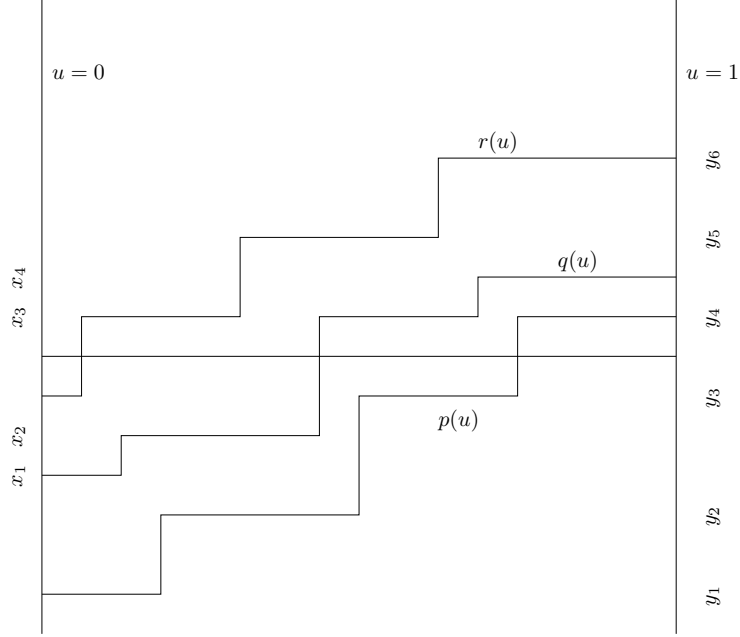 u = 0
u = 1
r(u)
y₆
y₅
q(u)
x₄
x₃
y₄
p(u)
y₃
x₂
x₁
y₂
y₁